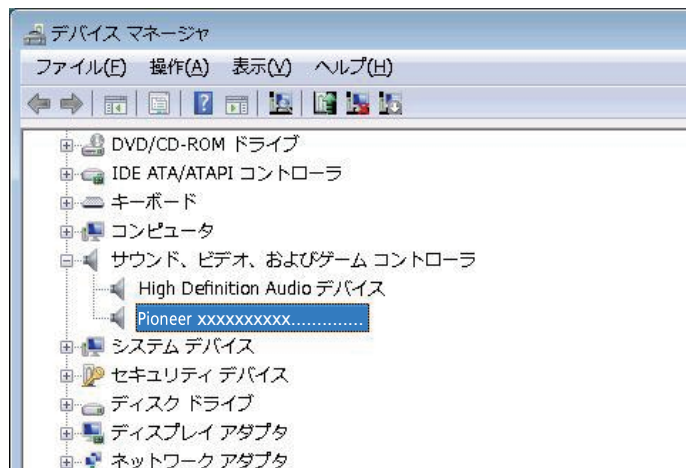 デバイス マネージャ
ファイル(F) 操作(A) 表示(V) ヘルプ(H)
DVD/CD-ROM ドライブ
IDE ATA/ATAPI コントローラ
キーボード
コンピュータ
サウンド、ビデオ、およびゲーム コントローラ
High Definition Audio デバイス
Pioneer xxxxxxxxxx..............
システム デバイス
セキュリティ デバイス
ディスク ドライブ
ディスプレイ アダプタ
ネットワーク アダプタ